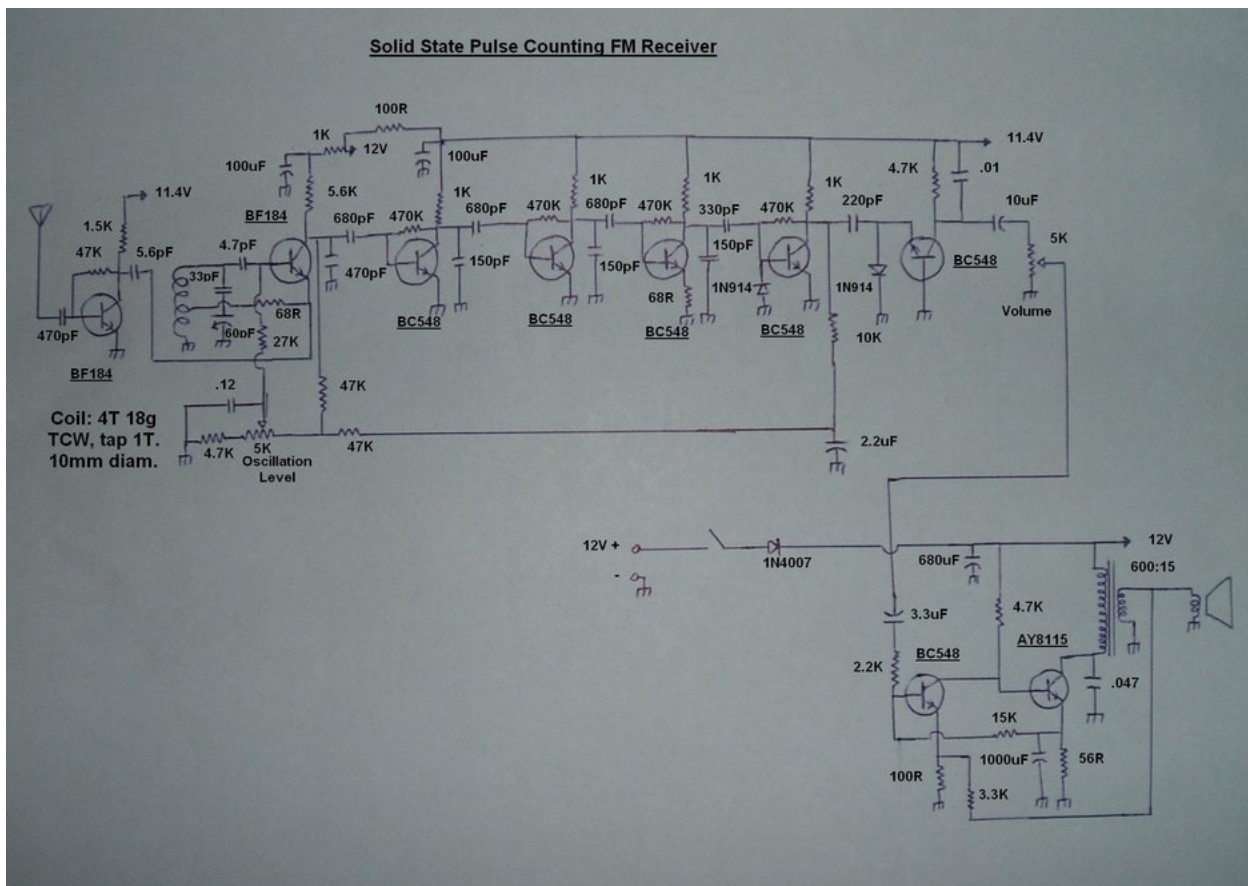 Solid State Pulse Counting FM Receiver
100R
1K
12V
11.4V
100uF
100uF
4.7K
.01
11.4V
5.6K
1K
1K
1K
1K
220pF
10uF
BF184
680pF
470K
680pF
470K
680pF
470K
330pF
470K
5K
1.5K
47K
5.6pF
4.7pF
33pF
470pF
150pF
150pF
150pF
1N914
1N914
BC548
68R
68R
Volume
470pF
60pF
27K
BC548
BC548
BC548
BC548
10K
BF184
.12
47K
Coil: 4T 18g
TCW, tap 1T.
10mm diam.
4.7K
5K
47K
2.2uF
Oscillation
Level
12V +
-
1N4007
680uF
12V
600:15
3.3uF
4.7K
BC548
AY8115
2.2K
.047
15K
1000uF
56R
100R
3.3K